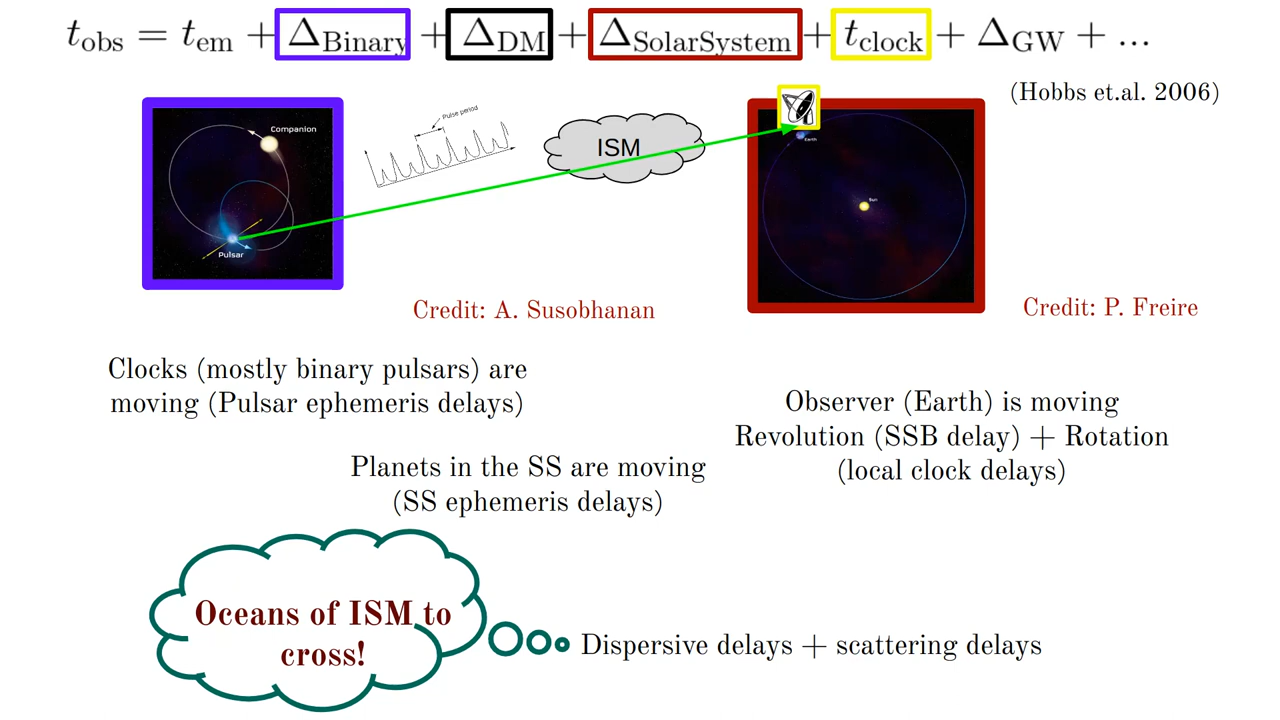 t_obs = t_em + Δ_Binary + Δ_DM + Δ_SolarSystem + t_clock + Δ_GW + ...
(Hobbs et.al. 2006)
Companion
Pulsar
Pulse period
ISM
Earth
Sun
Credit: A. Susobhanan
Credit: P. Freire
Clocks (mostly binary pulsars) are
moving (Pulsar ephemeris delays)
Observer (Earth) is moving
Revolution (SSB delay) + Rotation
(local clock delays)
Planets in the SS are moving
(SS ephemeris delays)
Oceans of ISM to
cross!
Dispersive delays + scattering delays